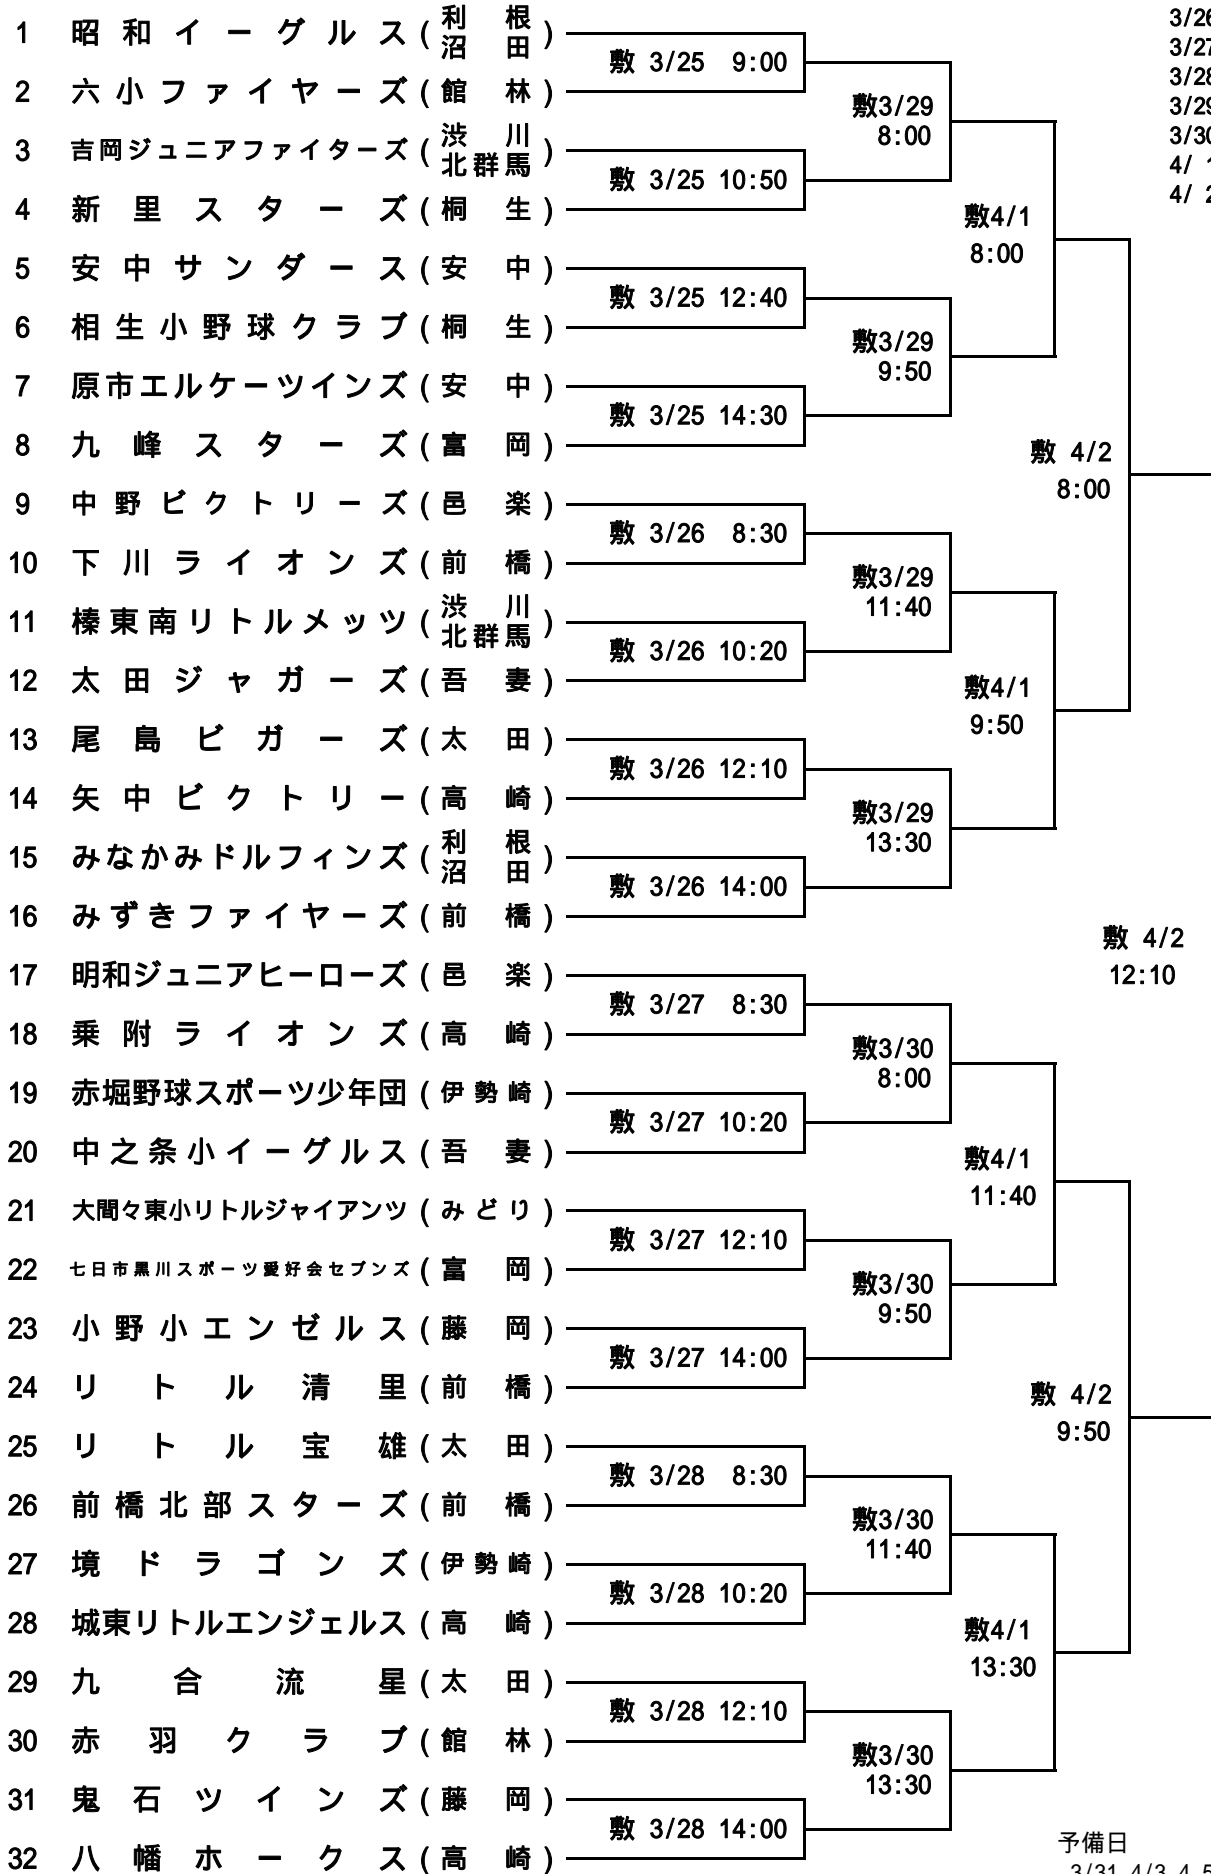 1 昭和イーグルス(利根沼田)
敷 3/25 9:00
2 六小ファイヤーズ(館林)
敷3/29
8:00
3 吉岡ジュニアファイターズ(渋川北群馬)
敷 3/25 10:50
4 新里スターズ(桐生)
敷4/1
8:00
5 安中サンダース(安中)
敷 3/25 12:40
6 相生小野球クラブ(桐生)
敷3/29
9:50
7 原市エルケーツインズ(安中)
敷 3/25 14:30
8 九峰スターズ(富岡)
敷 4/2
8:00
9 中野ビクトリーズ(邑楽)
敷 3/26 8:30
10 下川ライオンズ(前橋)
敷3/29
11:40
11 榛東南リトルメッツ(渋川北群馬)
敷 3/26 10:20
12 太田ジャガーズ(吾妻)
敷4/1
9:50
13 尾島ビガーズ(太田)
敷 3/26 12:10
14 矢中ビクトリー(高崎)
敷3/29
13:30
15 みなかみドルフィンズ(利根沼田)
敷 3/26 14:00
16 みずきファイヤーズ(前橋)
敷 4/2
12:10
17 明和ジュニアヒーローズ(邑楽)
敷 3/27 8:30
18 乗附ライオンズ(高崎)
敷3/30
8:00
19 赤堀野球スポーツ少年団(伊勢崎)
敷 3/27 10:20
20 中之条小イーグルス(吾妻)
敷4/1
11:40
21 大間々東小リトルジャイアンツ(みどり)
敷 3/27 12:10
22 七日市黒川スポーツ愛好会セブンズ(富岡)
敷3/30
9:50
23 小野小エンゼルス(藤岡)
敷 3/27 14:00
24 リトル清里(前橋)
敷 4/2
9:50
25 リトル宝雄(太田)
敷 3/28 8:30
26 前橋北部スターズ(前橋)
敷3/30
11:40
27 境ドラゴンズ(伊勢崎)
敷 3/28 10:20
28 城東リトルエンジェルス(高崎)
敷4/1
13:30
29 九合流星(太田)
敷 3/28 12:10
30 赤羽クラブ(館林)
敷3/30
13:30
31 鬼石ツインズ(藤岡)
敷 3/28 14:00
32 八幡ホークス(高崎)
3/26
3/27
3/28
3/29
3/30
4/ 1
4/ 2
予備日
3/31 4/3 4 5